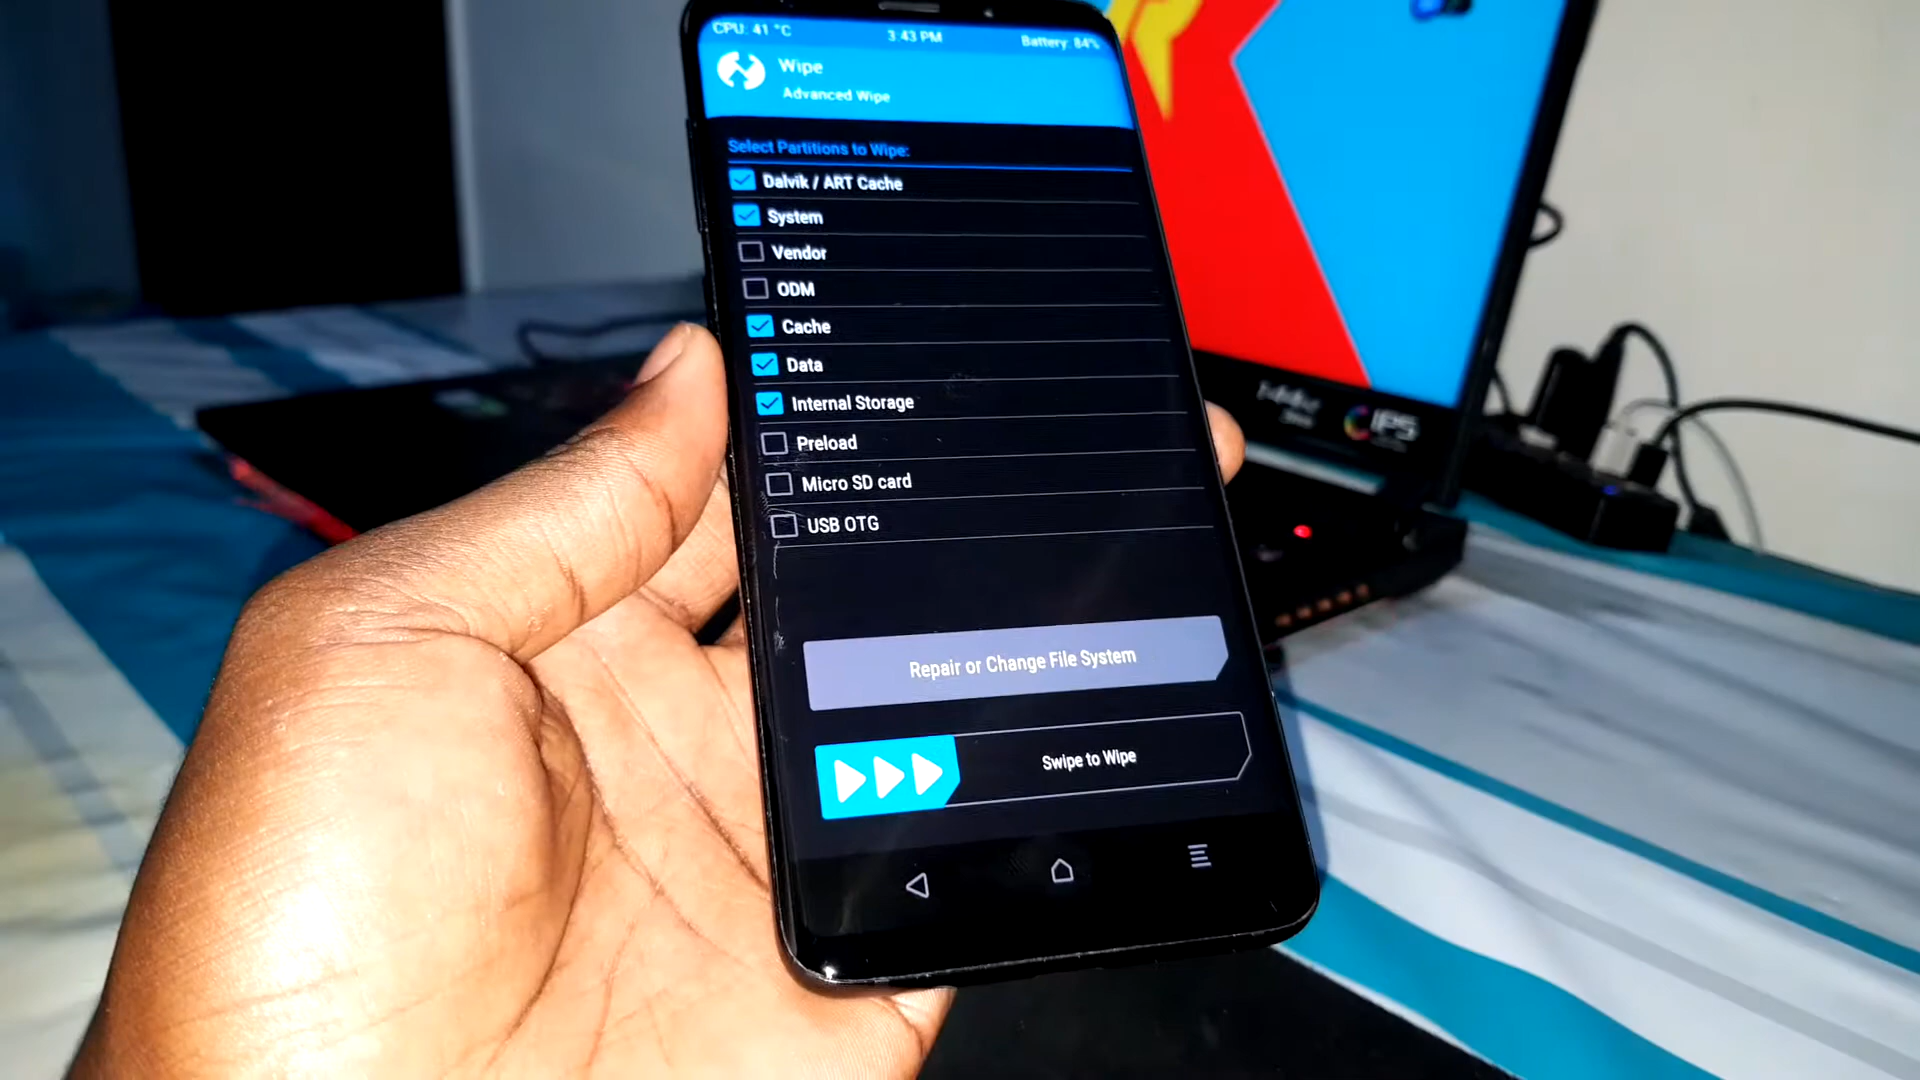 CPU: 41 °C
3:43 PM
Battery: 84%
Wipe
Advanced Wipe
Select Partitions to Wipe:
Dalvik / ART Cache
System
Vendor
ODM
Cache
Data
Internal Storage
Preload
Micro SD card
USB OTG
Repair or Change File System
Swipe to Wipe
IPS